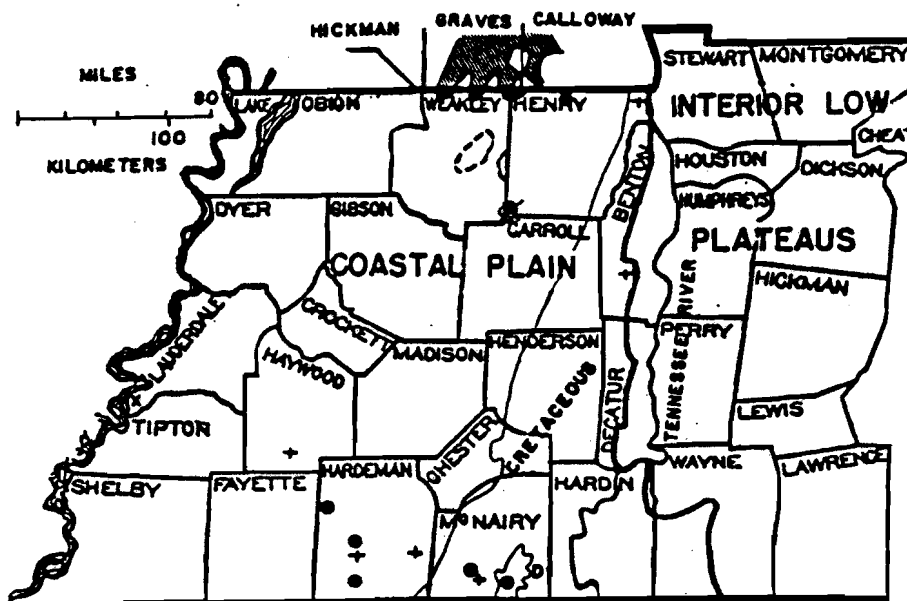 GRAVES CALLOWAY
HICKMAN
STEWART MONTGOMERY
MILES
80
LAKE OBION WEAKLEY HENRY
INTERIOR LOW
100
CHEAT
KILOMETERS
BENTON
HOUSTON
DICKSON
HUMPHREYS
DYER GIBSON
CARROLL
PLATEAUS
COASTAL PLAIN
HICKMAN
LAUDERDALE
CROCKETT
TENNESSEE RIVER
PERRY
MADISON HENDERSON
HAYWOOD
CRETACEOUS
DECATUR
LEWIS
TIPTON
CHESTER
WAYNE
LAWRENCE
SHELBY FAYETTE HARDEMAN
HARDIN
McNAIRY